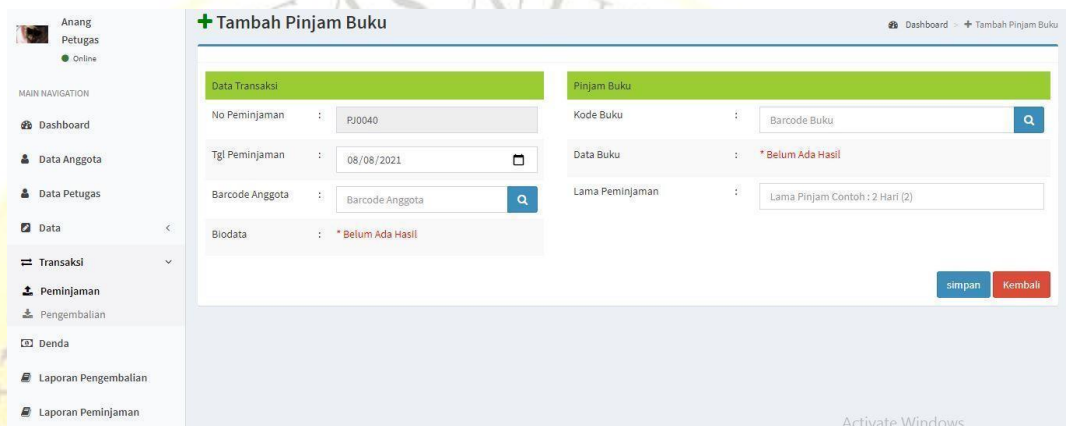 Anang
Petugas
Online
MAIN NAVIGATION
Dashboard
Data Anggota
Data Petugas
Data
Transaksi
Peminjaman
Pengembalian
Denda
Laporan Pengembalian
Laporan Peminjaman
Tambah Pinjam Buku
Dashboard > Tambah Pinjam Buku
Data Transaksi
No Peminjaman : PJ0040
Tgl Peminjaman : 08/08/2021
Barcode Anggota : Barcode Anggota
Biodata : * Belum Ada Hasil
Pinjam Buku
Kode Buku : Barcode Buku
Data Buku : * Belum Ada Hasil
Lama Peminjaman : Lama Pinjam Contoh : 2 Hari (2)
simpan Kembali
Activate Windows